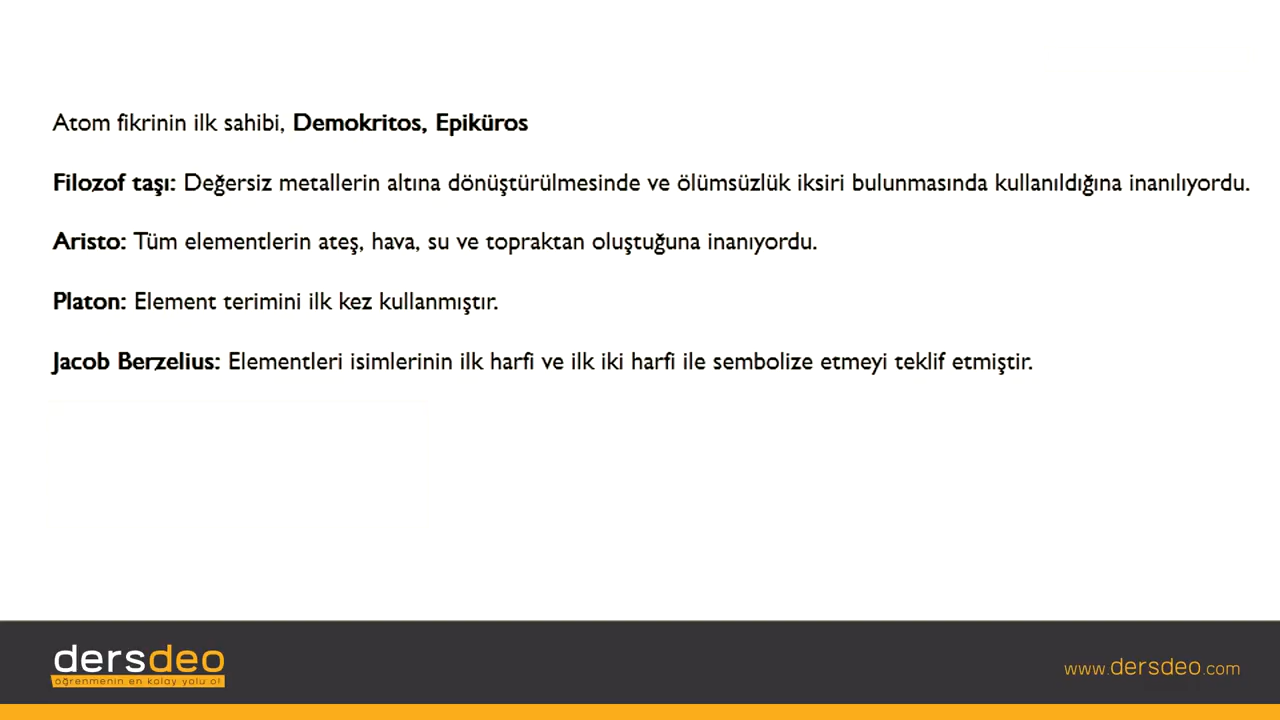 Atom fikrinin ilk sahibi, Demokritos, Epiküros
Filozof taşı: Değersiz metallerin altına dönüştürülmesinde ve ölümsüzlük iksiri bulunmasında kullanıldığına inanılıyordu.
Aristo: Tüm elementlerin ateş, hava, su ve topraktan oluştuğuna inanıyordu.
Platon: Element terimini ilk kez kullanmıştır.
Jacob Berzelius: Elementleri isimlerinin ilk harfi ve ilk iki harfi ile sembolize etmeyi teklif etmiştir.
dersdeo
öğrenmenin en kolay yolu o!
www.dersdeo.com